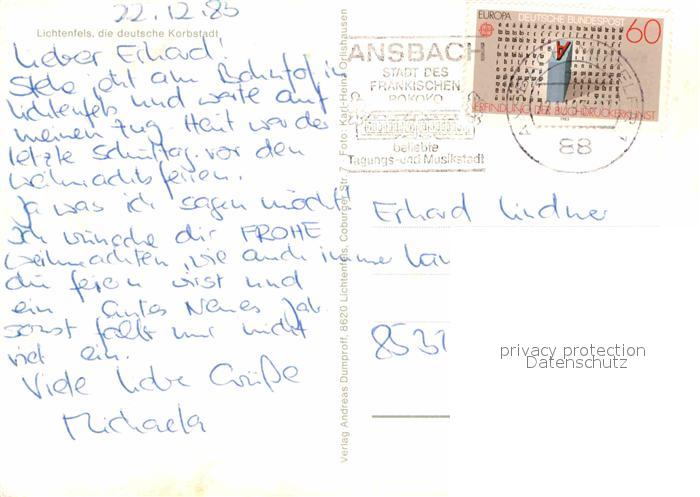 22.12.83
Lichtenfels, die deutsche Korbstadt
Lieber Erhard!
Stehe jetzt am Bahnhof in
Lichtenfels und warte auf
meinen Zug. Heut war der
letzte Schultag vor den
Weihnachtsferien.
Ja was ich sagen möcht!
Ich wünsche dir FROHE
Weihnachten, wie auch immer
du feiern wirst und
ein Gutes Neues Jahr.
sonst fällt mir nicht
viel ein.
Viele liebe Grüße
Michaela
Verlag Andreas Dumproff, 8620 Lichtenfels, Coburger Str. 7 Foto: Karl-Heinz Orlishausen
ANSBACH
STADT DES
FRÄNKISCHEN
ROKOKO
beliebte
Tagungs- und Musikstadt
EUROPA DEUTSCHE BUNDESPOST 60
ERFINDUNG DER BUCHDRUCKERKUNST
88
Erhard Lindner
8531
privacy protection
Datenschutz